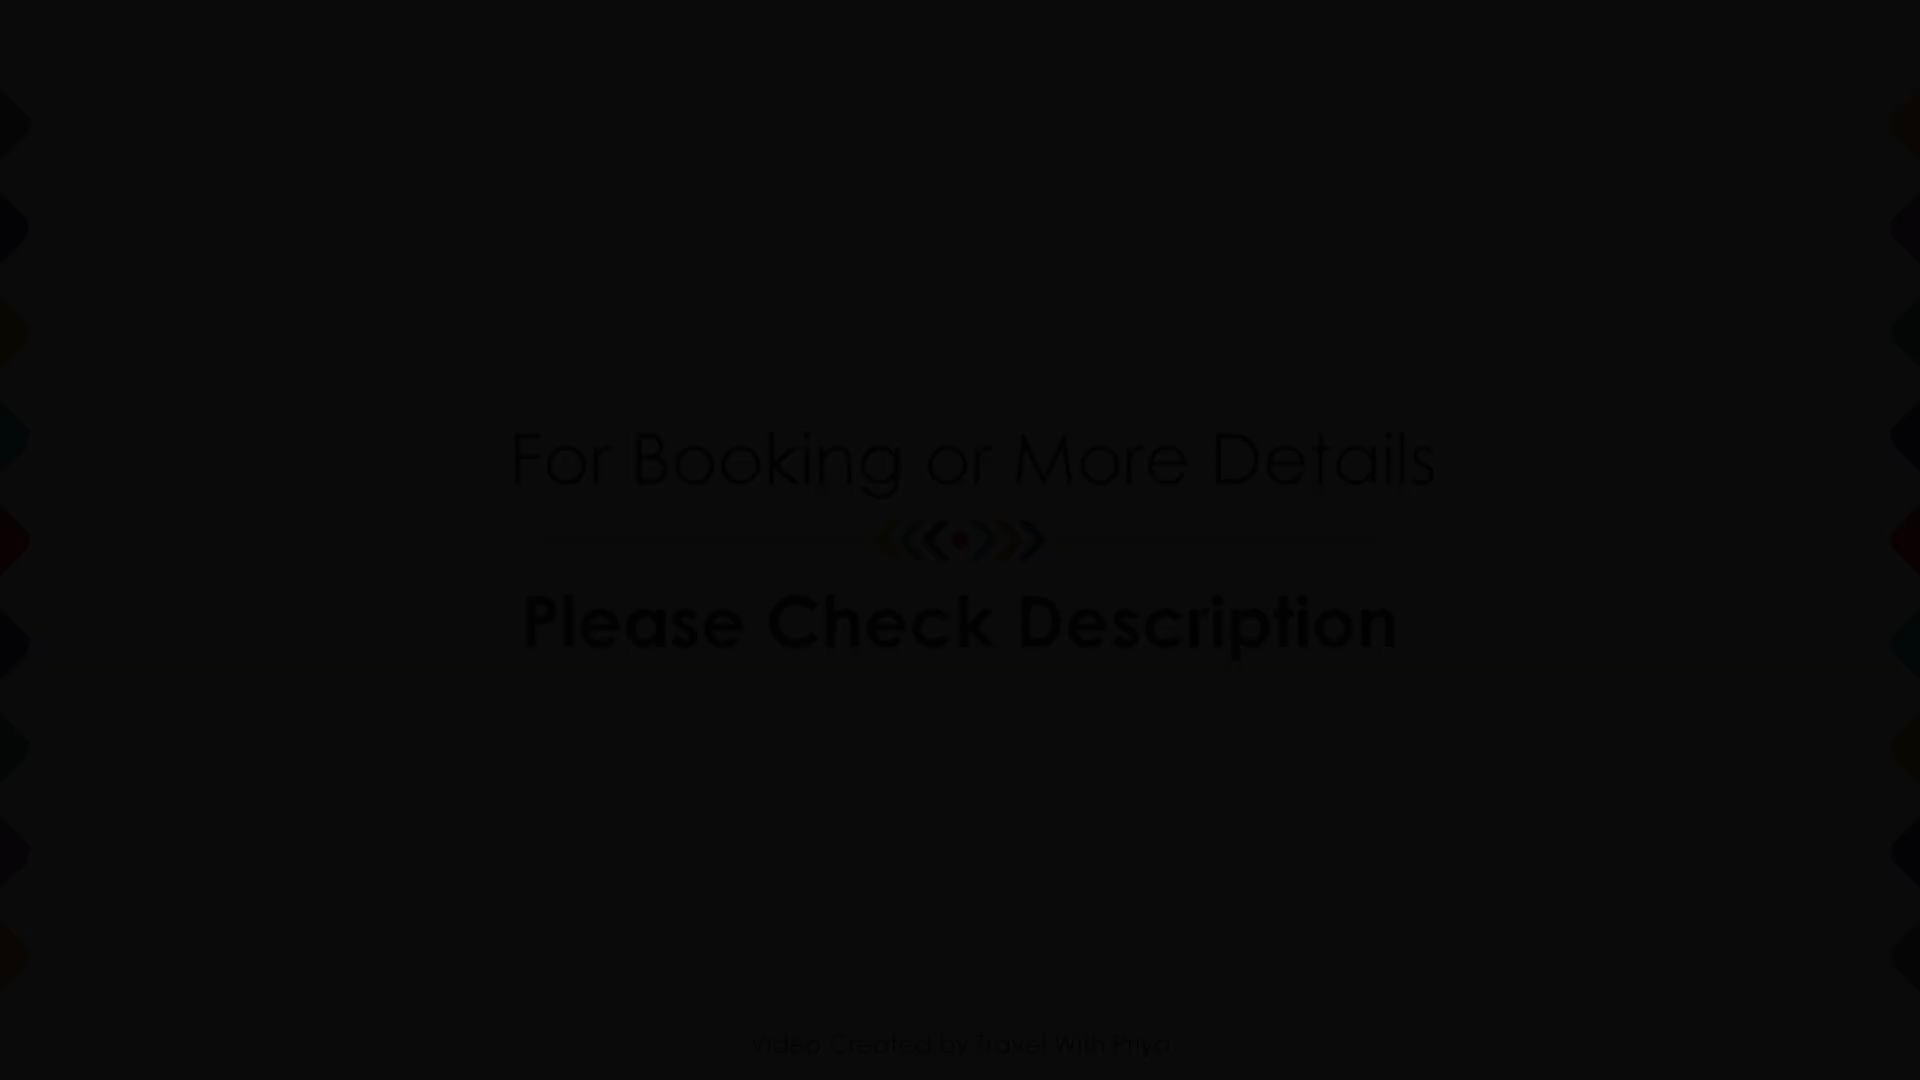 For Booking or More Details
Please Check Description
Video Created by Travel With Priya